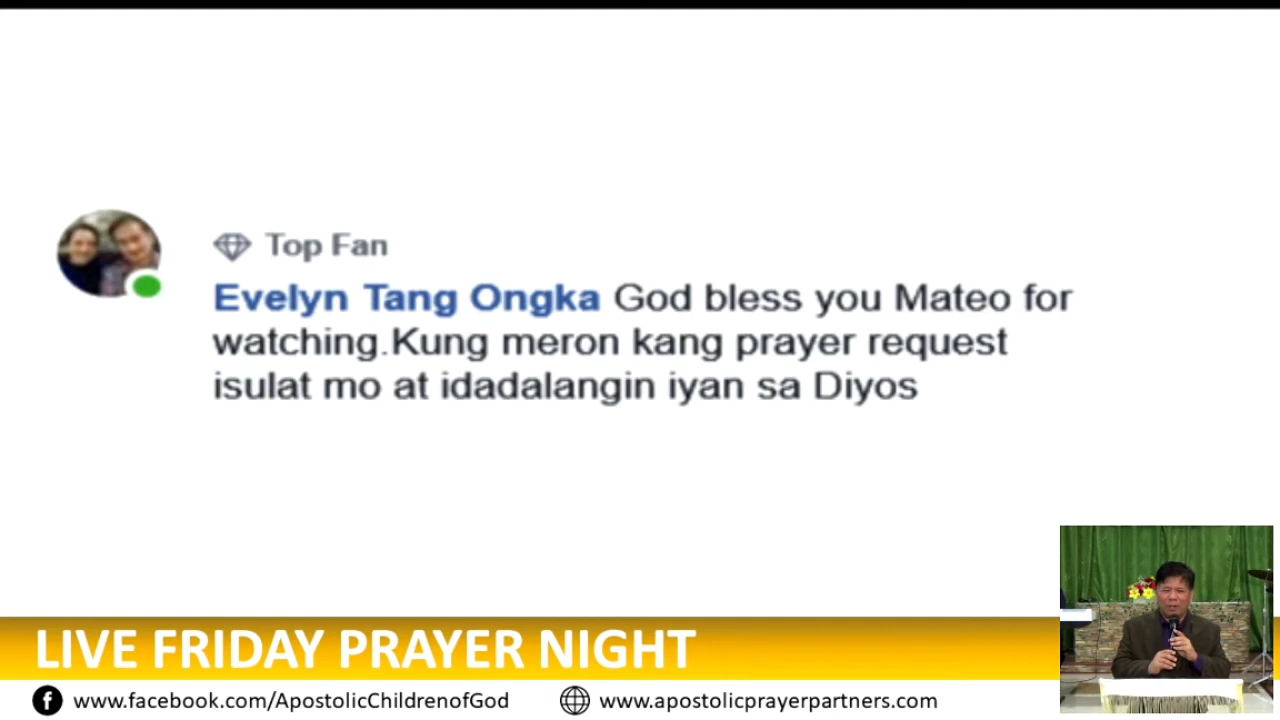 Top Fan
Evelyn Tang Ongka God bless you Mateo for
watching.Kung meron kang prayer request
isulat mo at idadalangin iyan sa Diyos
LIVE FRIDAY PRAYER NIGHT
www.facebook.com/ApostolicChildrenofGod
www.apostolicprayerpartners.com